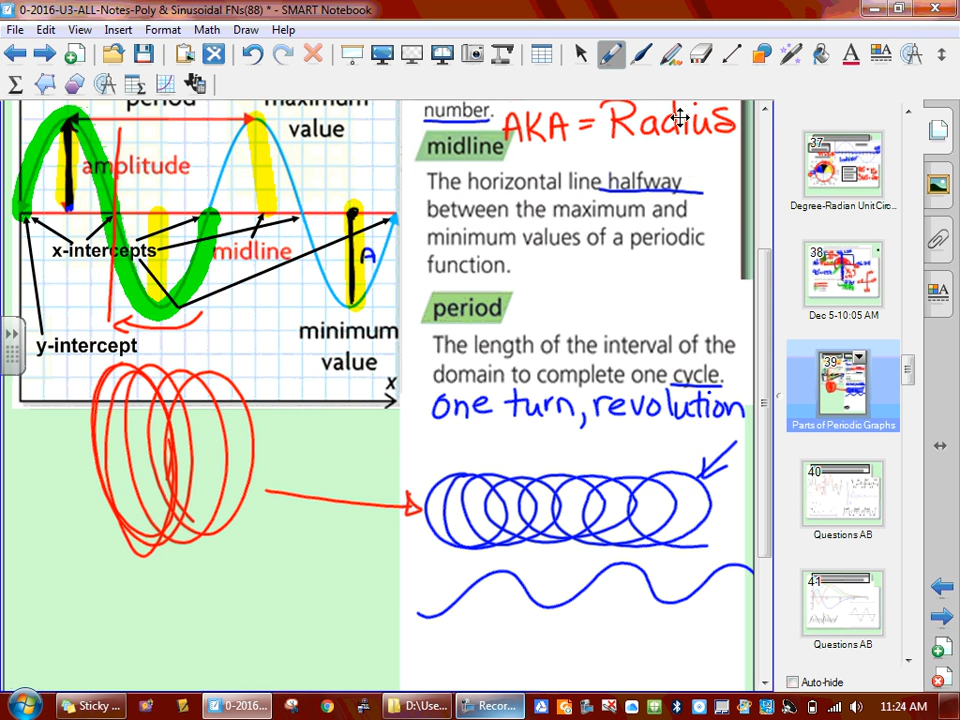 0-2016-U3-ALL-Notes-Poly & Sinusoidal FNs(88) * - SMART Notebook
File Edit View Insert Format Math Draw Help
period
maximum
value
amplitude
x-intercepts
midline
A
y-intercept
minimum
value
x
number.
AKA = Radius
midline
The horizontal line halfway
between the maximum and
minimum values of a periodic
function.
period
The length of the interval of the
domain to complete one cycle.
one turn, revolution
37
Degree-Radian UnitCirc...
38
Dec 5-10:05 AM
39
Parts of Periodic Graphs
40
Questions AB
41
Questions AB
Auto-hide
Sticky ... 0-2016... D:\Use... Recor... 11:24 AM